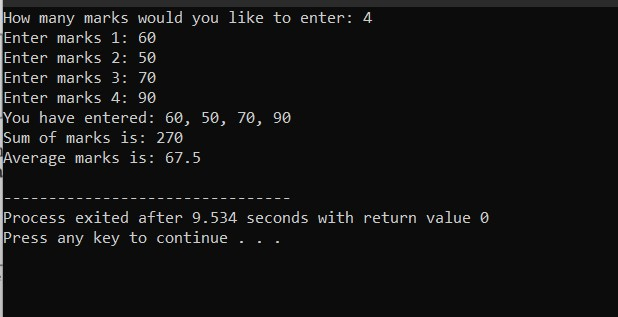 How many marks would you like to enter: 4
Enter marks 1: 60
Enter marks 2: 50
Enter marks 3: 70
Enter marks 4: 90
You have entered: 60, 50, 70, 90
Sum of marks is: 270
Average marks is: 67.5
--------------------------------
Process exited after 9.534 seconds with return value 0
Press any key to continue . . .